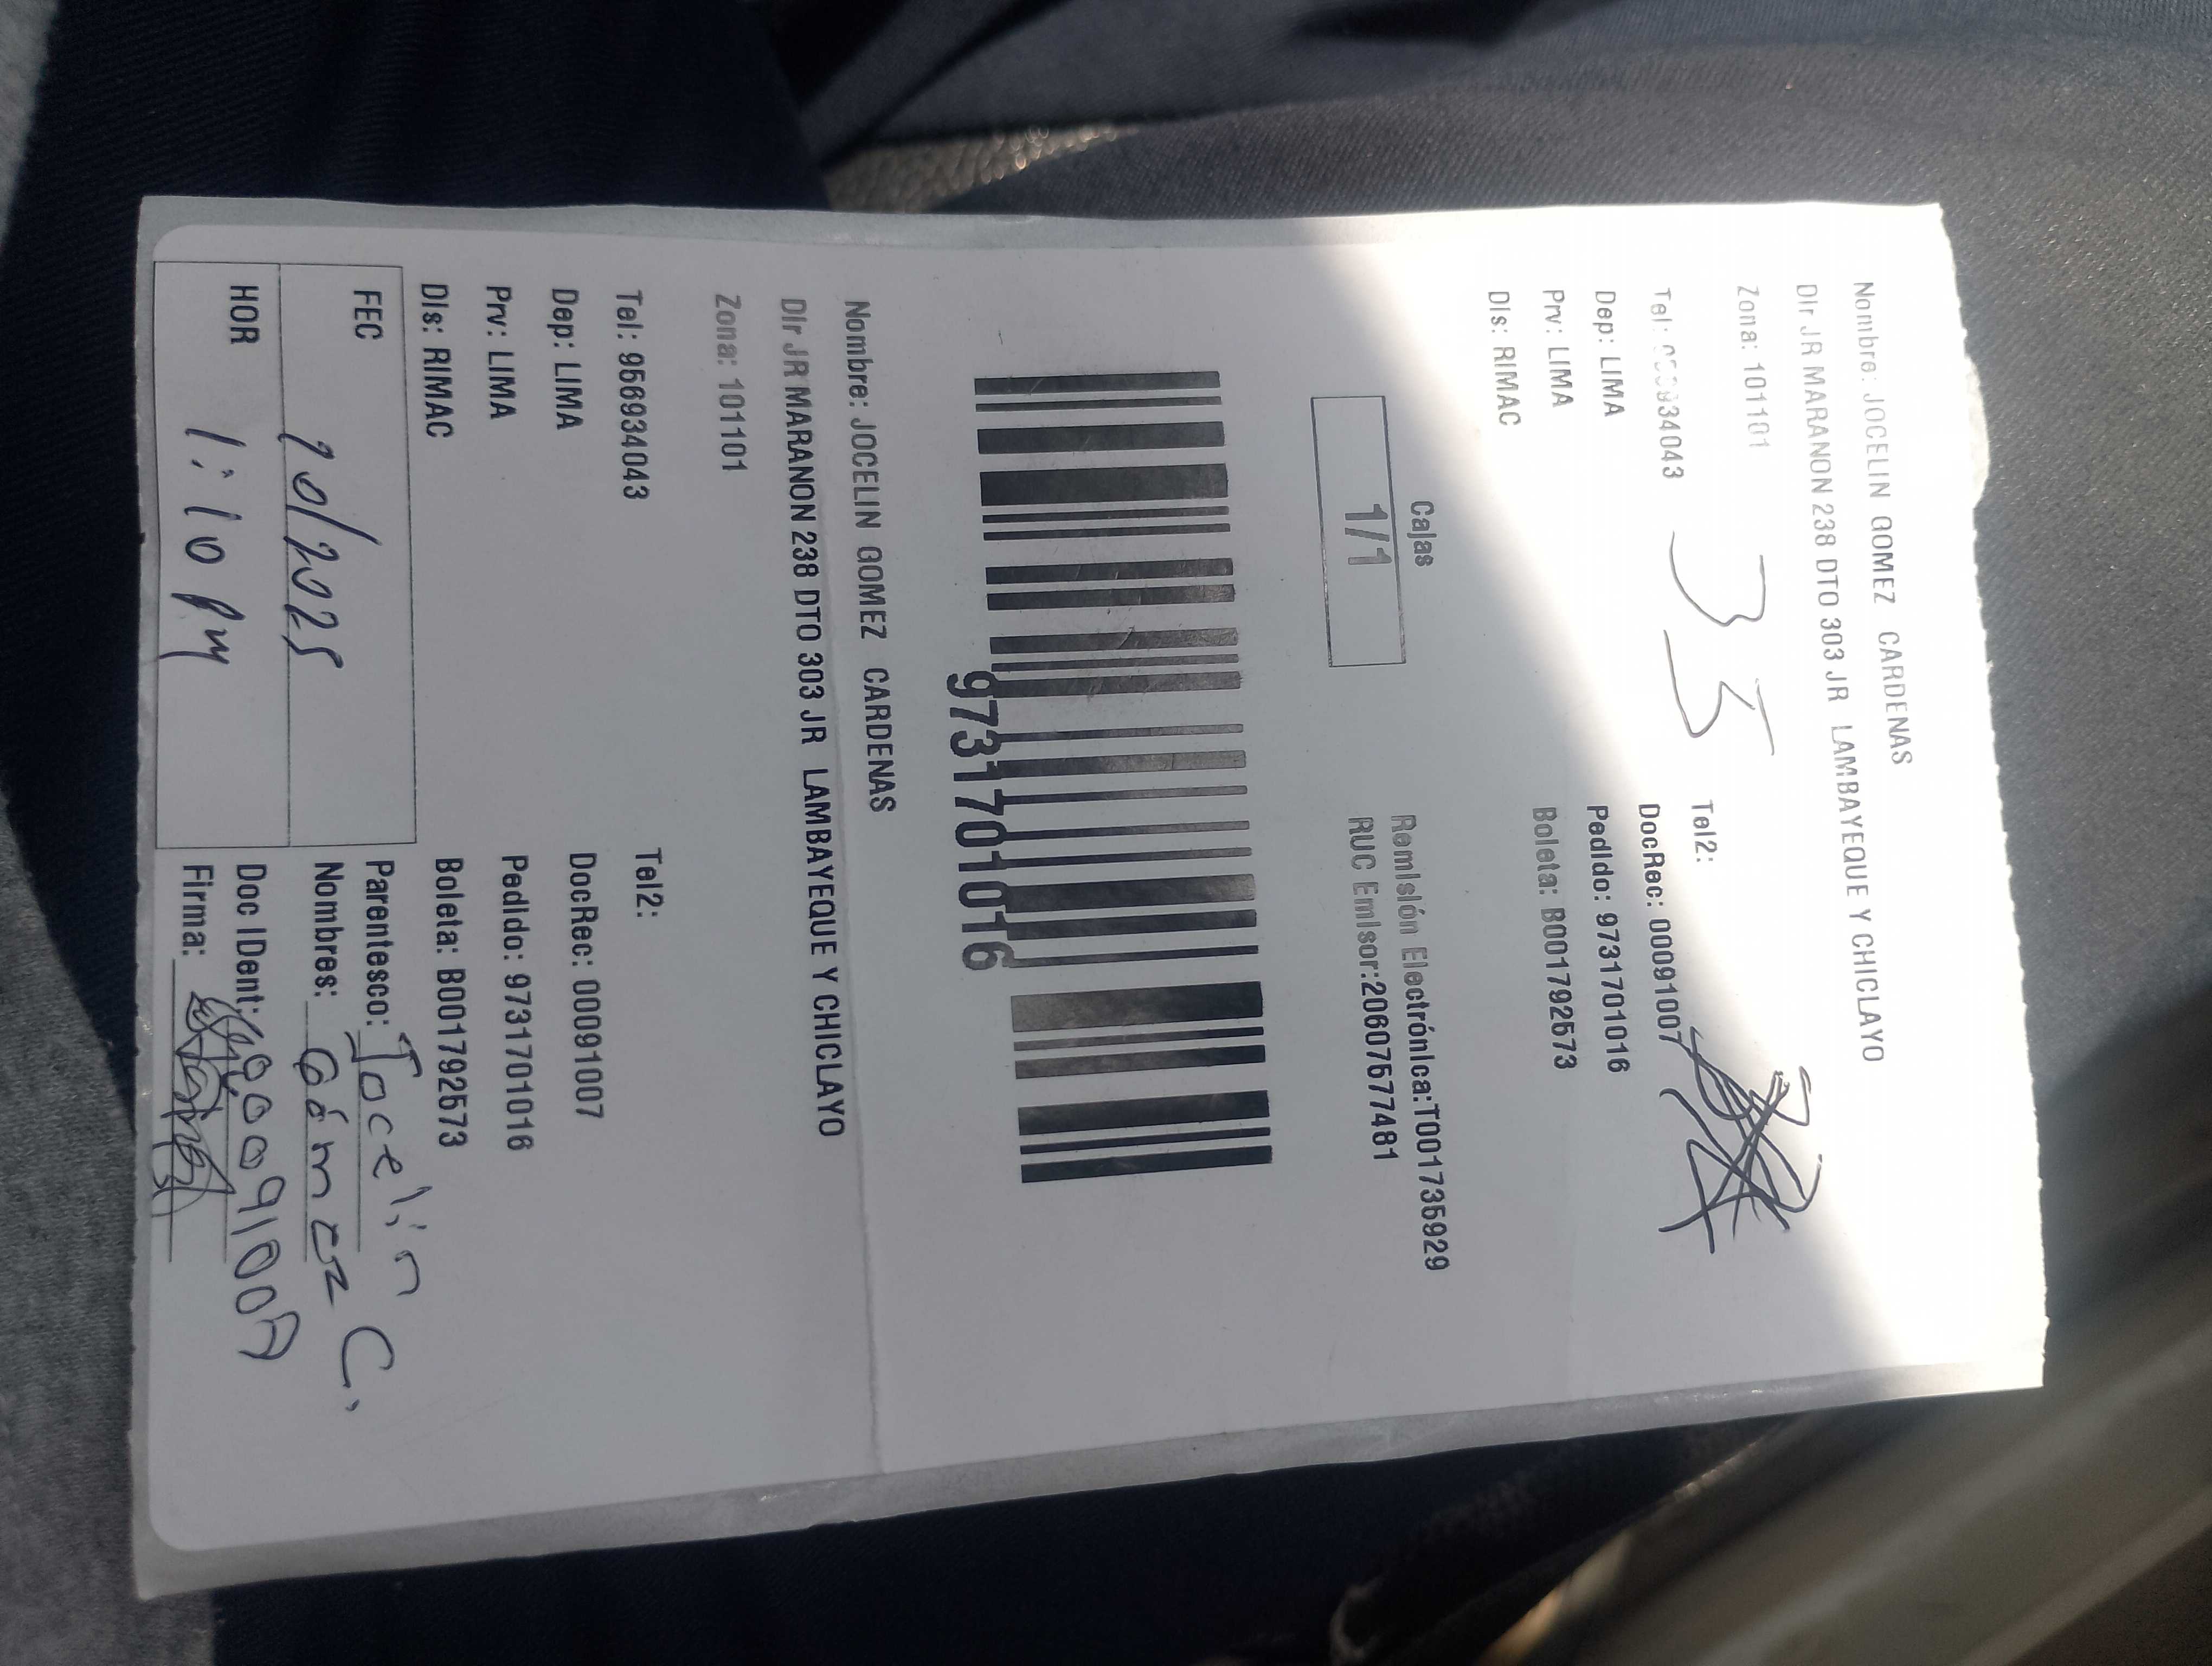 Nombre: JOCELIN GOMEZ CARDENAS
Dir JR MARANON 238 DTO 303 JR LAMBAYEQUE Y CHICLAYO
Zona: 101101
Tel: 956934043 35 Tel2:
Dep: LIMA DocRec: 00091007
Prv: LIMA Pedido: 9731701016
Dis: RIMAC Boleta: B001792573
Cajas Remisión Electrónica:T001735929
1/1 RUC Emisor:20607577481
9731701016
Nombre: JOCELIN GOMEZ CARDENAS
Dir JR MARANON 238 DTO 303 JR LAMBAYEQUE Y CHICLAYO
Zona: 101101
Tel: 956934043 Tel2:
Dep: LIMA DocRec: 00091007
Prv: LIMA Pedido: 9731701016
Dis: RIMAC Boleta: B001792573
FEC Parentesco: Jocelin
/2025 Nombres: Gómez C.
HOR 1:10 PM Doc IDent: 00091007
Firma: